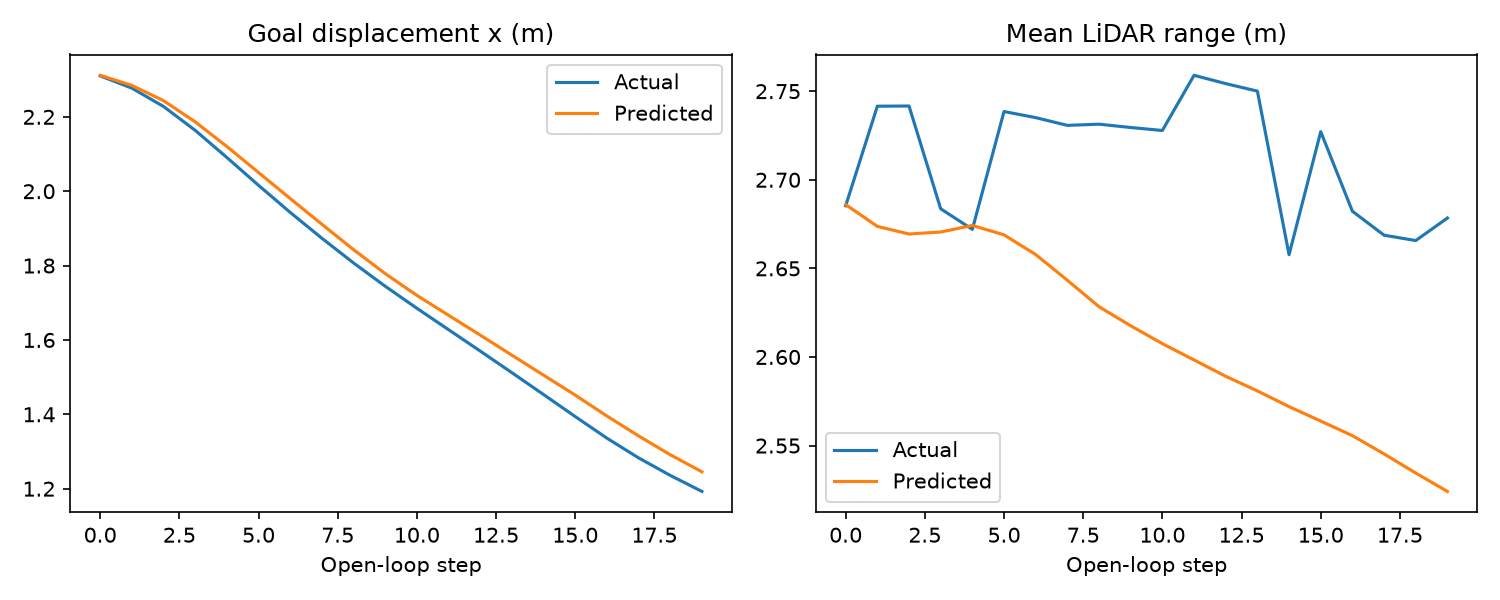 Goal displacement x (m)
Actual
Predicted
2.2
2.0
1.8
1.6
1.4
1.2
0.0 2.5 5.0 7.5 10.0 12.5 15.0 17.5
Open-loop step
Mean LiDAR range (m)
2.75
2.70
2.65
2.60
2.55
Actual
Predicted
0.0 2.5 5.0 7.5 10.0 12.5 15.0 17.5
Open-loop step